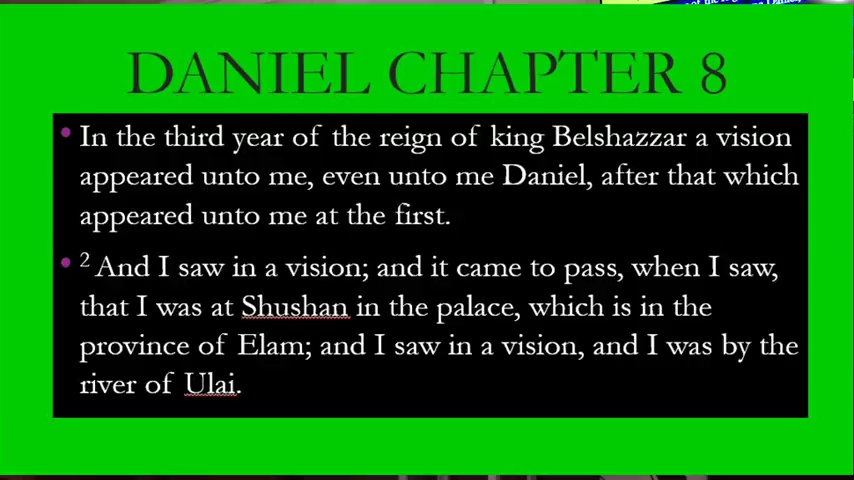 of the
Daniel,
DANIEL CHAPTER 8
• In the third year of the reign of king Belshazzar a vision
appeared unto me, even unto me Daniel, after that which
appeared unto me at the first.
• 2 And I saw in a vision; and it came to pass, when I saw,
that I was at Shushan in the palace, which is in the
province of Elam; and I saw in a vision, and I was by the
river of Ulai.